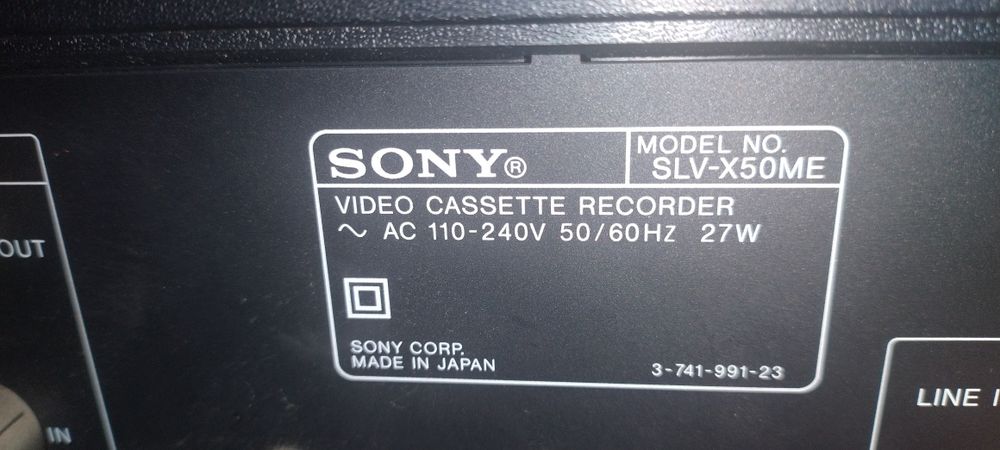 SONY®
MODEL NO.
SLV-X50ME
VIDEO CASSETTE RECORDER
~ AC 110-240V 50/60Hz 27W
SONY CORP.
MADE IN JAPAN
3-741-991-23
OUT
IN
LINE